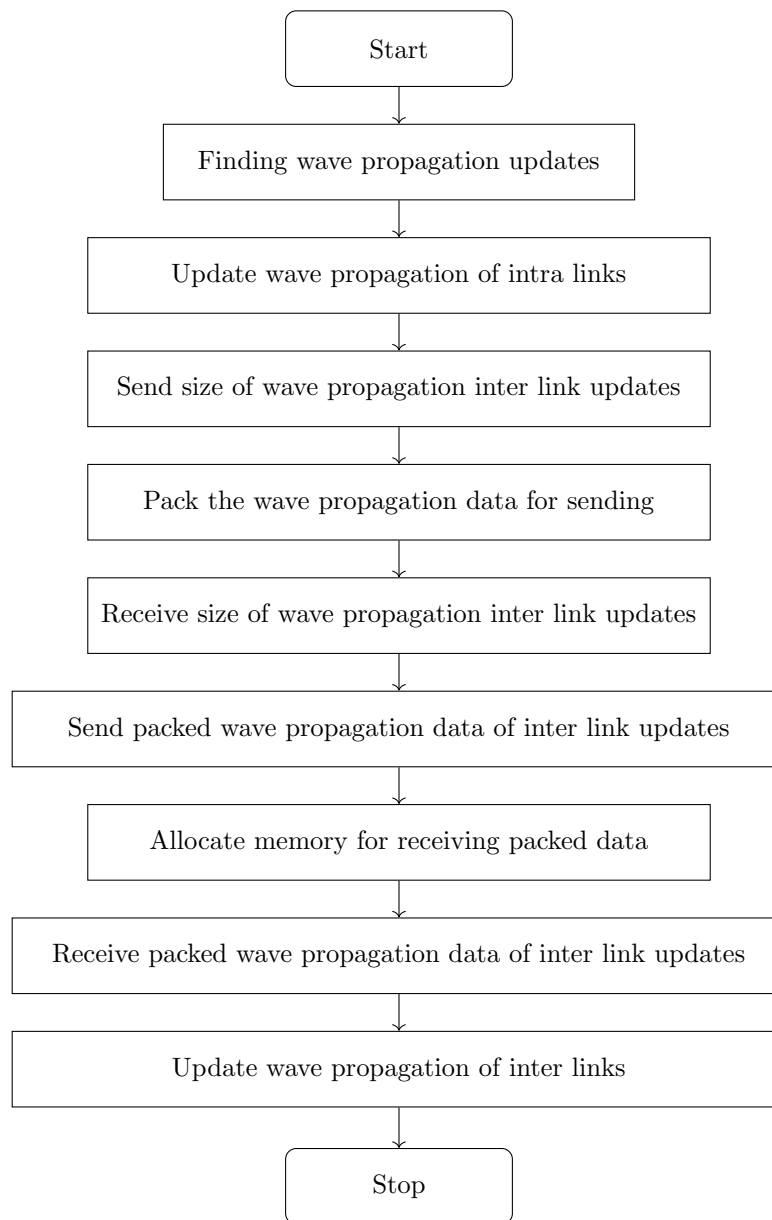 Start
Finding wave propagation updates
Update wave propagation of intra links
Send size of wave propagation inter link updates
Pack the wave propagation data for sending
Receive size of wave propagation inter link updates
Send packed wave propagation data of inter link updates
Allocate memory for receiving packed data
Receive packed wave propagation data of inter link updates
Update wave propagation of inter links
Stop